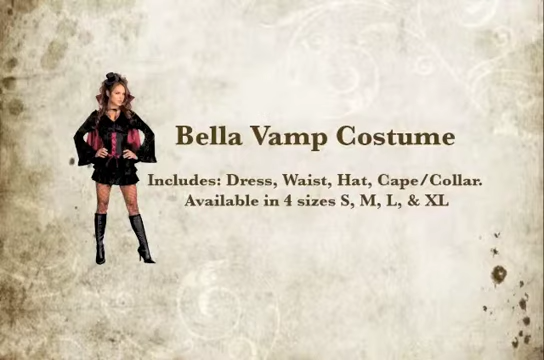 Bella Vamp Costume
Includes: Dress, Waist, Hat, Cape/Collar.
Available in 4 sizes S, M, L, & XL